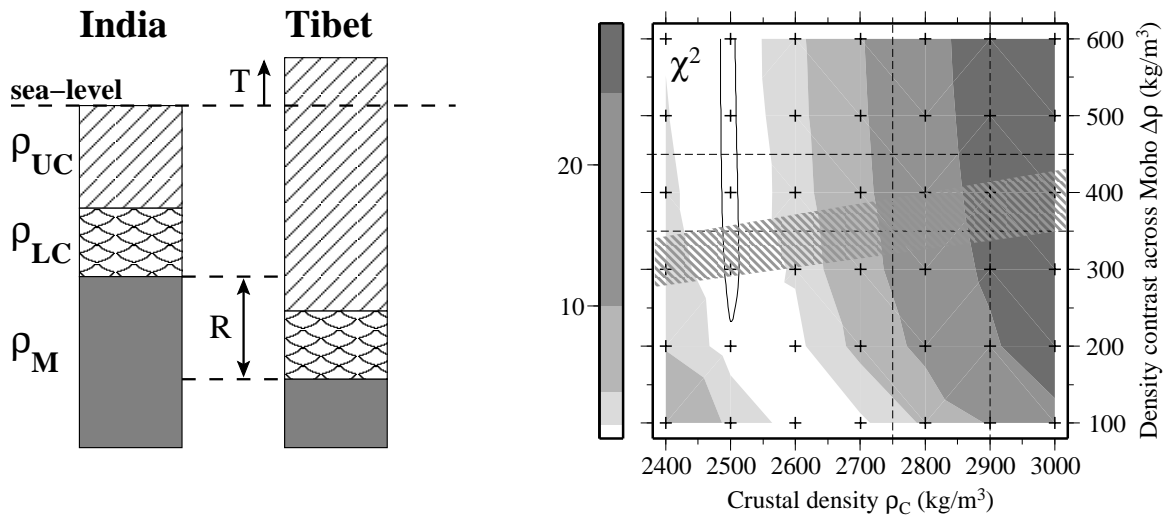 India Tibet
sea–level
T
ρUC
ρLC
R
ρM
χ2
20
10
600
500
400
300
200
100
Density contrast across Moho Δρ (kg/m3)
2400 2500 2600 2700 2800 2900 3000
Crustal density ρC (kg/m3)